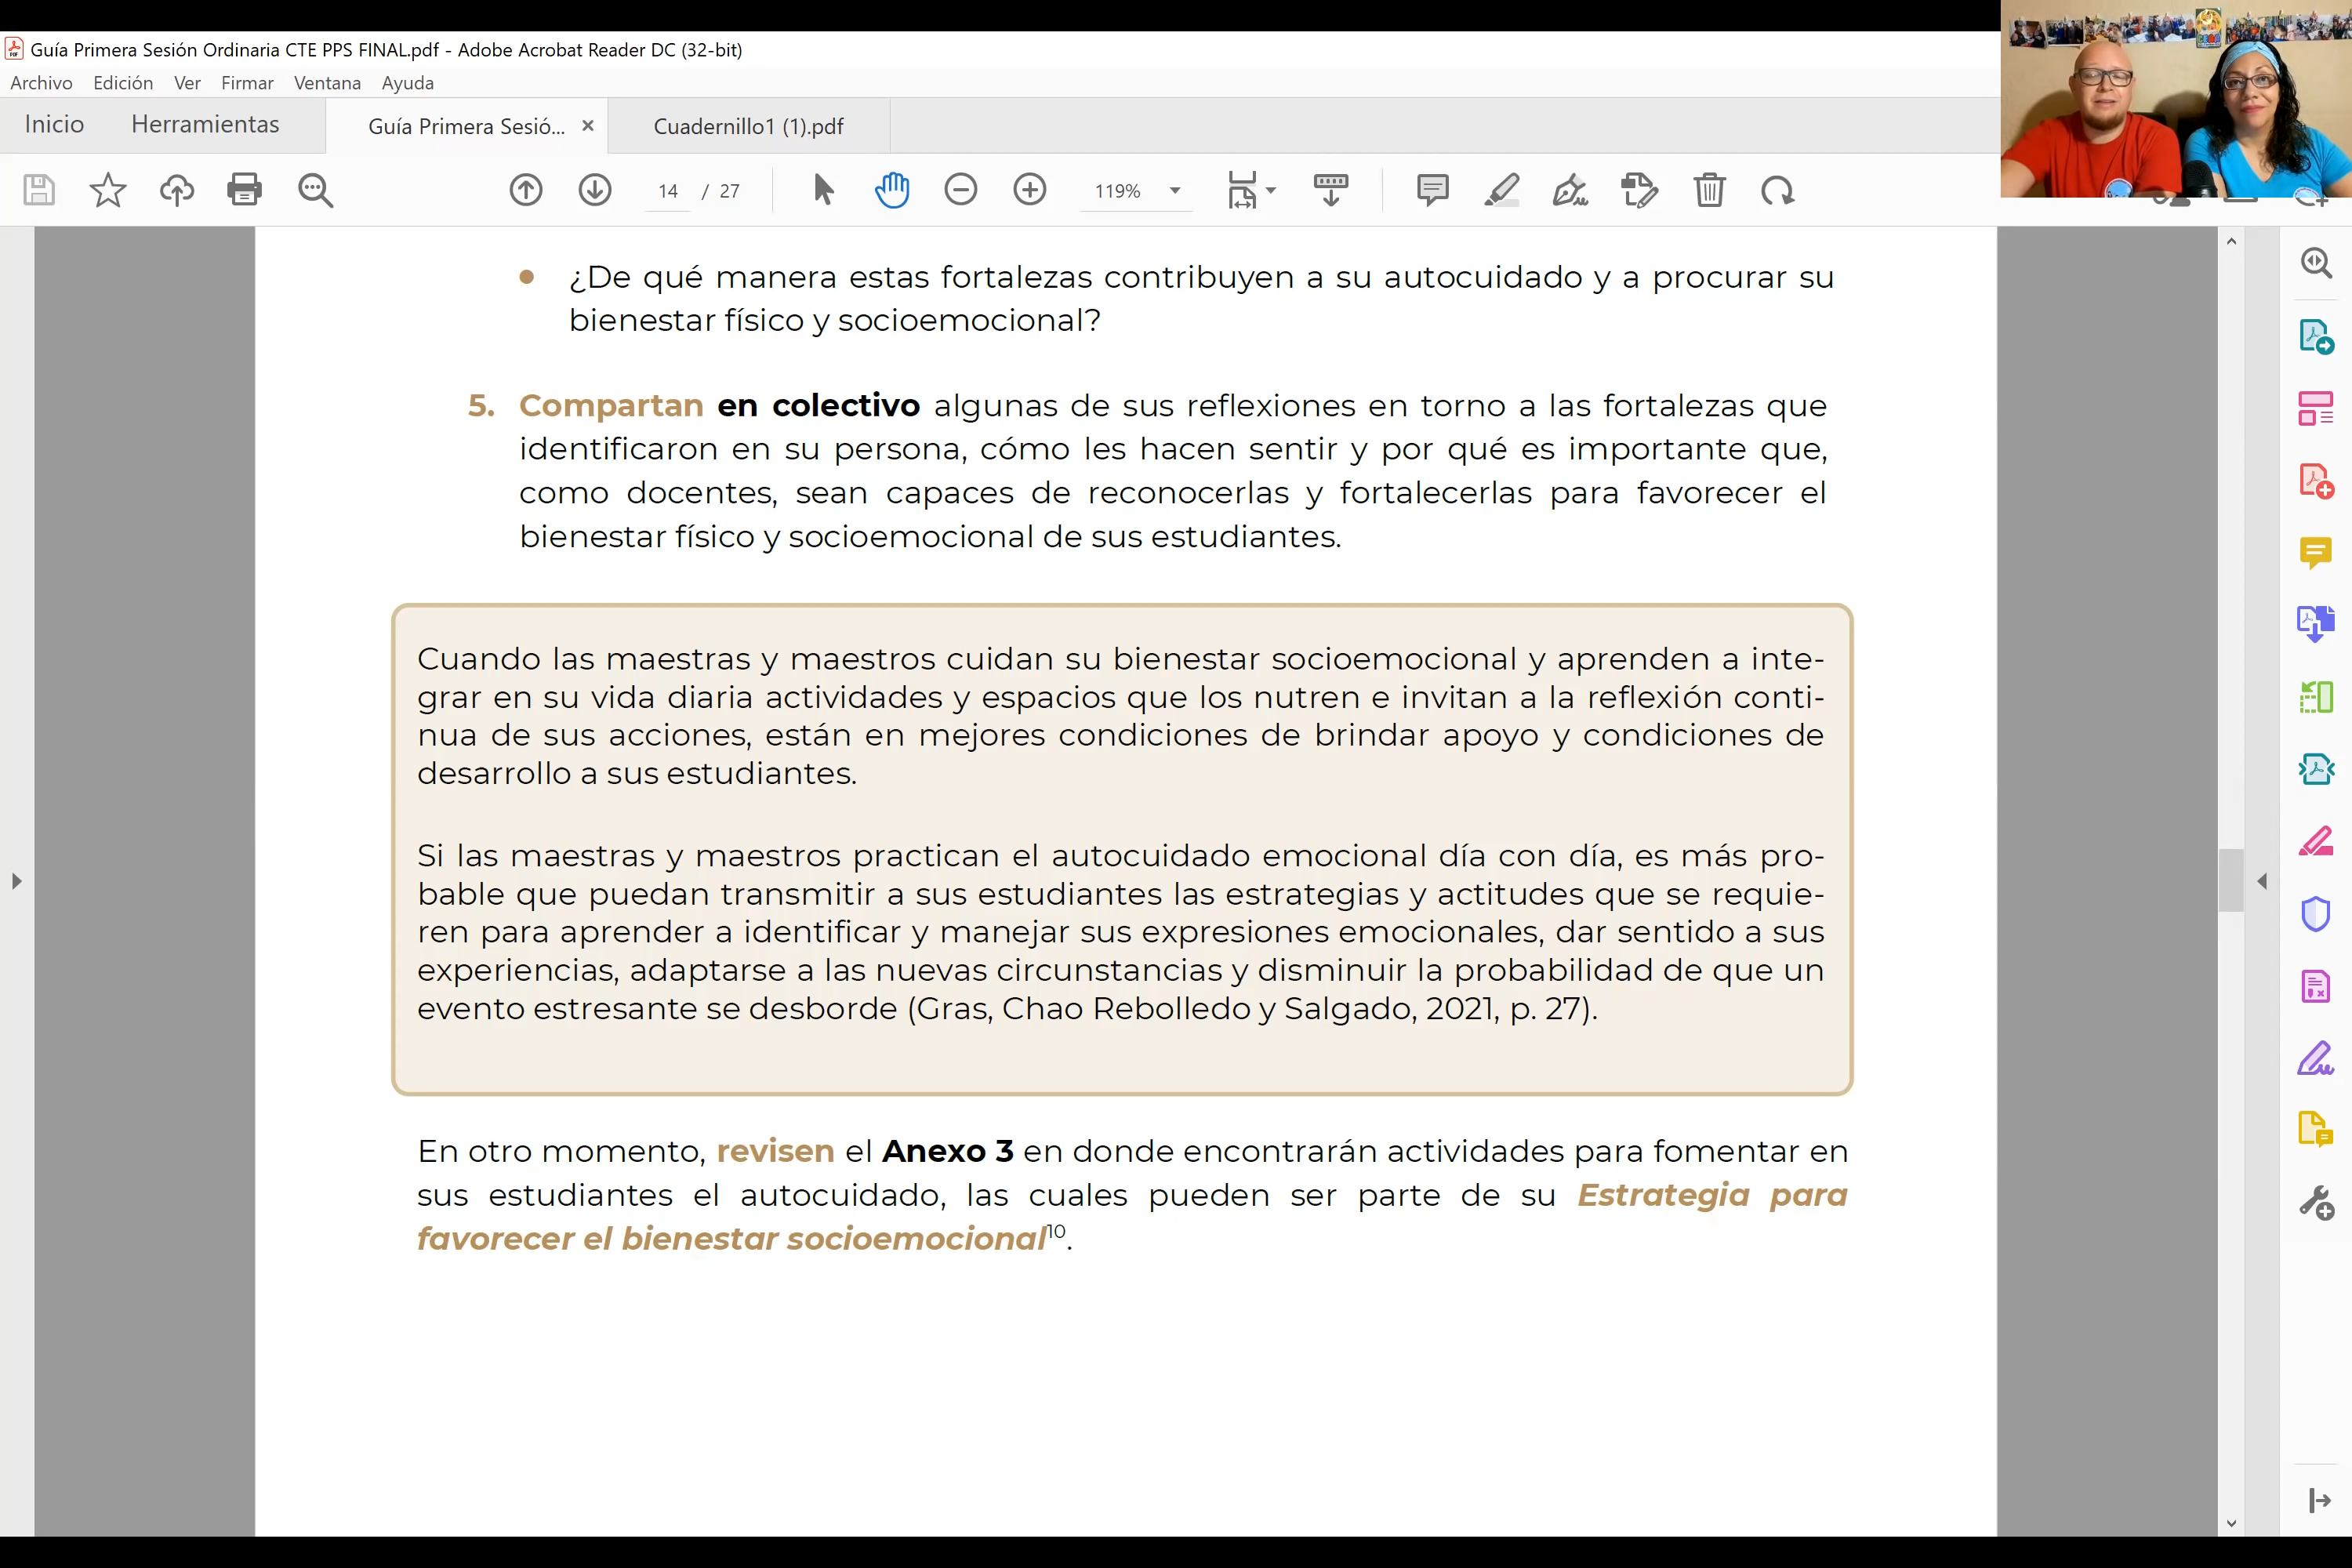 Guía Primera Sesión Ordinaria CTE PPS FINAL.pdf - Adobe Acrobat Reader DC (32-bit)
Archivo Edición Ver Firmar Ventana Ayuda
Inicio Herramientas Guía Primera Sesió... × Cuadernillo1 (1).pdf
14 / 27 119%
• ¿De qué manera estas fortalezas contribuyen a su autocuidado y a procurar su
bienestar físico y socioemocional?
5. Compartan en colectivo algunas de sus reflexiones en torno a las fortalezas que
identificaron en su persona, cómo les hacen sentir y por qué es importante que,
como docentes, sean capaces de reconocerlas y fortalecerlas para favorecer el
bienestar físico y socioemocional de sus estudiantes.
Cuando las maestras y maestros cuidan su bienestar socioemocional y aprenden a inte-
grar en su vida diaria actividades y espacios que los nutren e invitan a la reflexión conti-
nua de sus acciones, están en mejores condiciones de brindar apoyo y condiciones de
desarrollo a sus estudiantes.
Si las maestras y maestros practican el autocuidado emocional día con día, es más pro-
bable que puedan transmitir a sus estudiantes las estrategias y actitudes que se requie-
ren para aprender a identificar y manejar sus expresiones emocionales, dar sentido a sus
experiencias, adaptarse a las nuevas circunstancias y disminuir la probabilidad de que un
evento estresante se desborde (Gras, Chao Rebolledo y Salgado, 2021, p. 27).
En otro momento, revisen el Anexo 3 en donde encontrarán actividades para fomentar en
sus estudiantes el autocuidado, las cuales pueden ser parte de su Estrategia para
favorecer el bienestar socioemocional¹⁰.